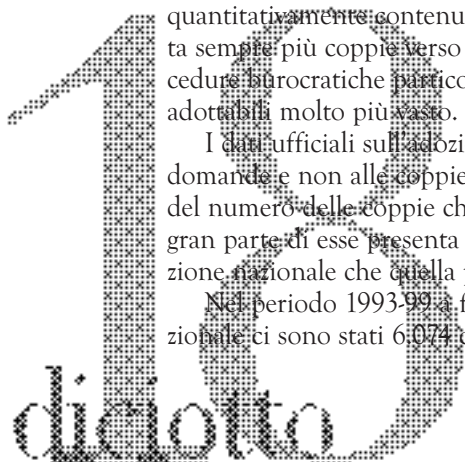 quantitativamente contenu
ta sempre più coppie verso
cedure burocratiche partico
adottabili molto più vasto.
I dati ufficiali sull'adozi
domande e non alle coppie
del numero delle coppie ch
gran parte di esse presenta
zione nazionale che quella p
Nel periodo 1993-99 a f
zionale ci sono stati 6.074 d
18
diciotto